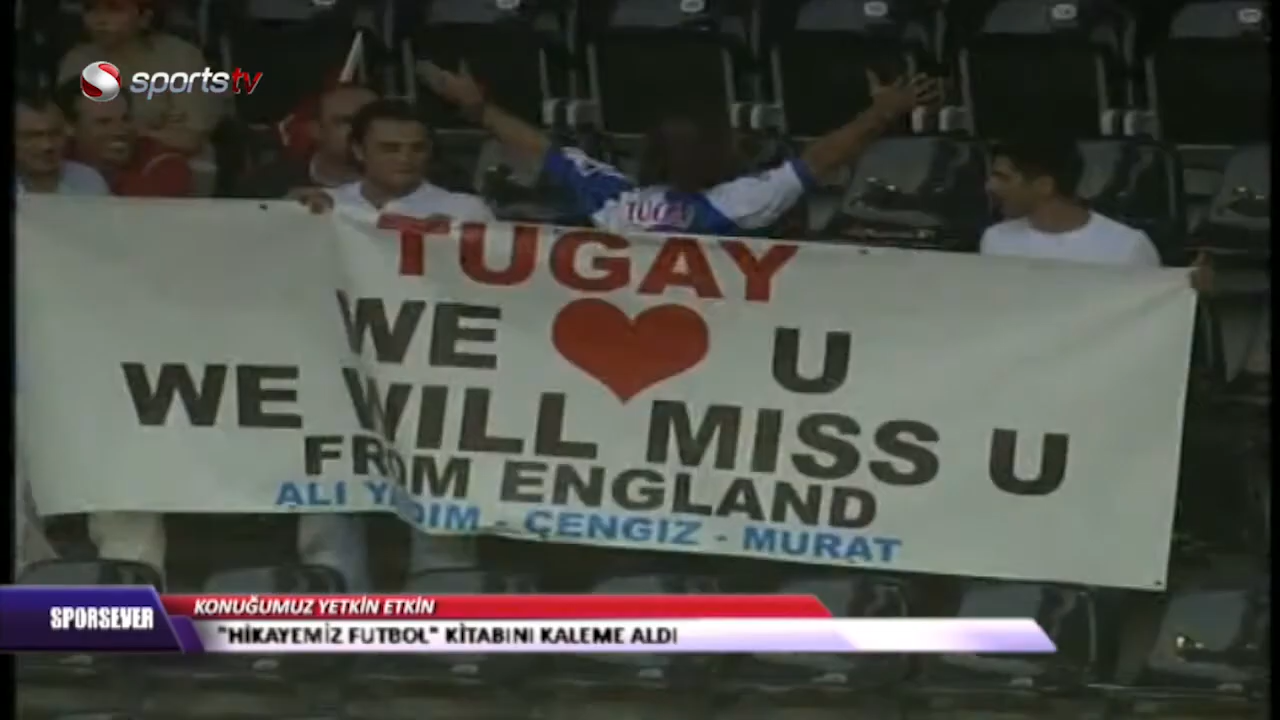 sportstv
TUGAY
TUGAY
WE ❤ U
WE WILL MISS U
FROM ENGLAND
ALI - ÇENGIZ - MURAT
SPORSEVER
KONUĞUMUZ YETKİN ETKİN
"HİKAYEMİZ FUTBOL" KİTABINI KALEME ALDI